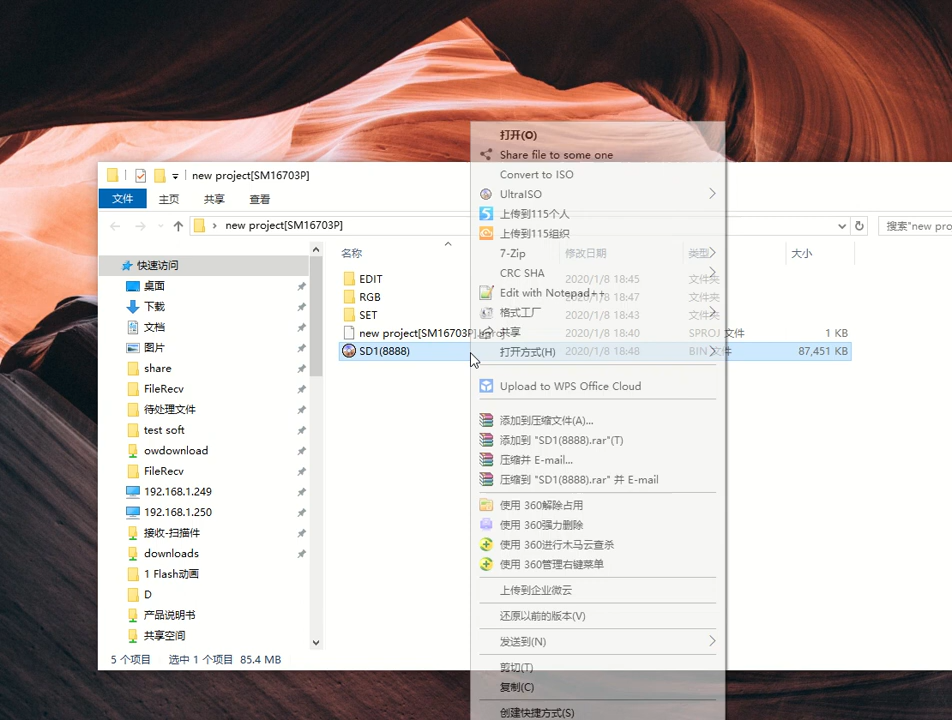 new project[SM16703P]
文件 主页 共享 查看
new project[SM16703P]
搜索"new pro
名称 修改日期 类型 大小
快速访问
桌面
下载
文档
图片
share
FileRecv
待处理文件
test soft
owdownload
FileRecv
192.168.1.249
192.168.1.250
接收-扫描件
downloads
1 Flash动画
D
产品说明书
共享空间
EDIT 2020/1/8 18:45 文件夹
RGB 2020/1/8 18:47 文件夹
SET 2020/1/8 18:43 文件夹
new project[SM16703P].sproj 2020/1/8 18:40 SPROJ 文件 1 KB
SD1(8888) 2020/1/8 18:48 BIN 文件 87,451 KB
5 个项目 选中 1 个项目 85.4 MB
打开(O)
Share file to some one
Convert to ISO
UltraISO
上传到115个人
上传到115组织
7-Zip
CRC SHA
Edit with Notepad++
格式工厂
共享
打开方式(H)
Upload to WPS Office Cloud
添加到压缩文件(A)...
添加到 "SD1(8888).rar"(T)
压缩并 E-mail...
压缩到 "SD1(8888).rar" 并 E-mail
使用 360解除占用
使用 360强力删除
使用 360进行木马云查杀
使用 360管理右键菜单
上传到企业微云
还原以前的版本(V)
发送到(N)
剪切(T)
复制(C)
创建快捷方式(S)